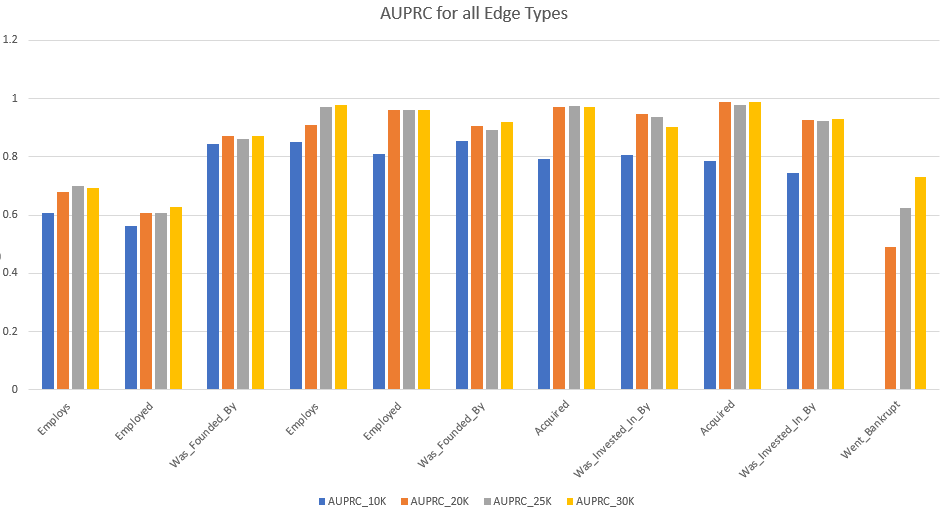 AUPRC for all Edge Types
1.2
1
0.8
0.6
0.4
0.2
0
Employs
Employed
Was_Founded_By
Employs
Employed
Was_Founded_By
Acquired
Was_Invested_In_By
Acquired
Was_Invested_In_By
Went_Bankrupt
AUPRC_10K AUPRC_20K AUPRC_25K AUPRC_30K